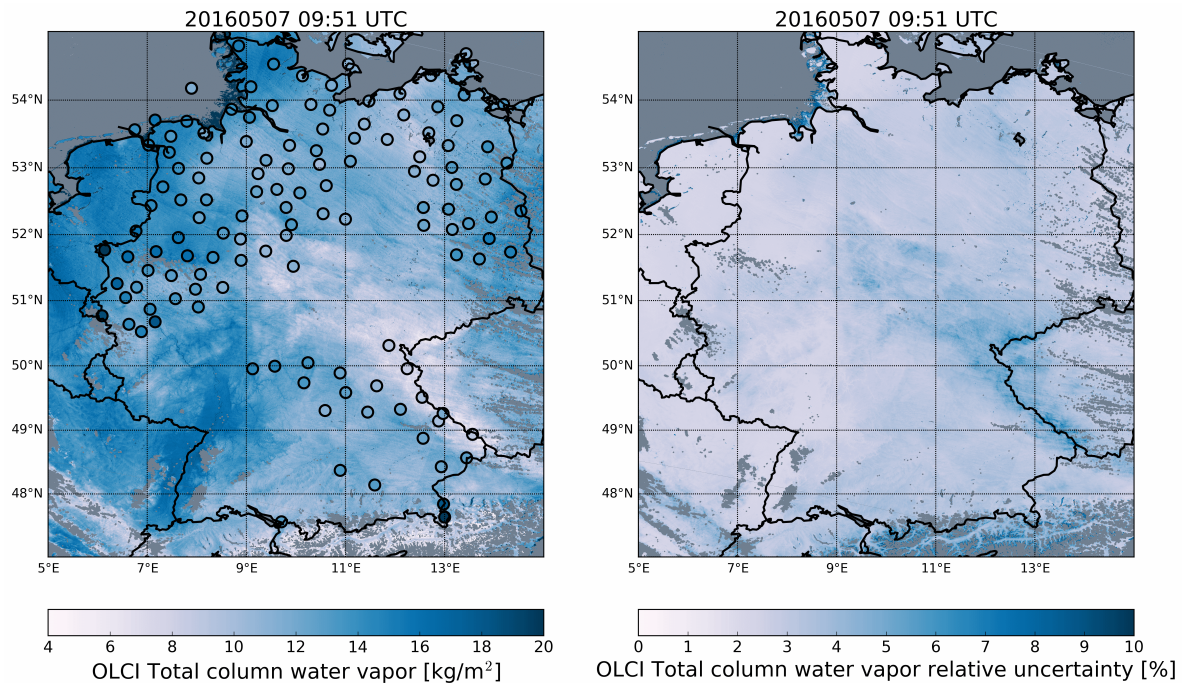 20160507 09:51 UTC
54°N
53°N
52°N
51°N
50°N
49°N
48°N
5°E 7°E 9°E 11°E 13°E
4 6 8 10 12 14 16 18 20
OLCI Total column water vapor [kg/m²]
20160507 09:51 UTC
54°N
53°N
52°N
51°N
50°N
49°N
48°N
5°E 7°E 9°E 11°E 13°E
0 1 2 3 4 5 6 7 8 9 10
OLCI Total column water vapor relative uncertainty [%]